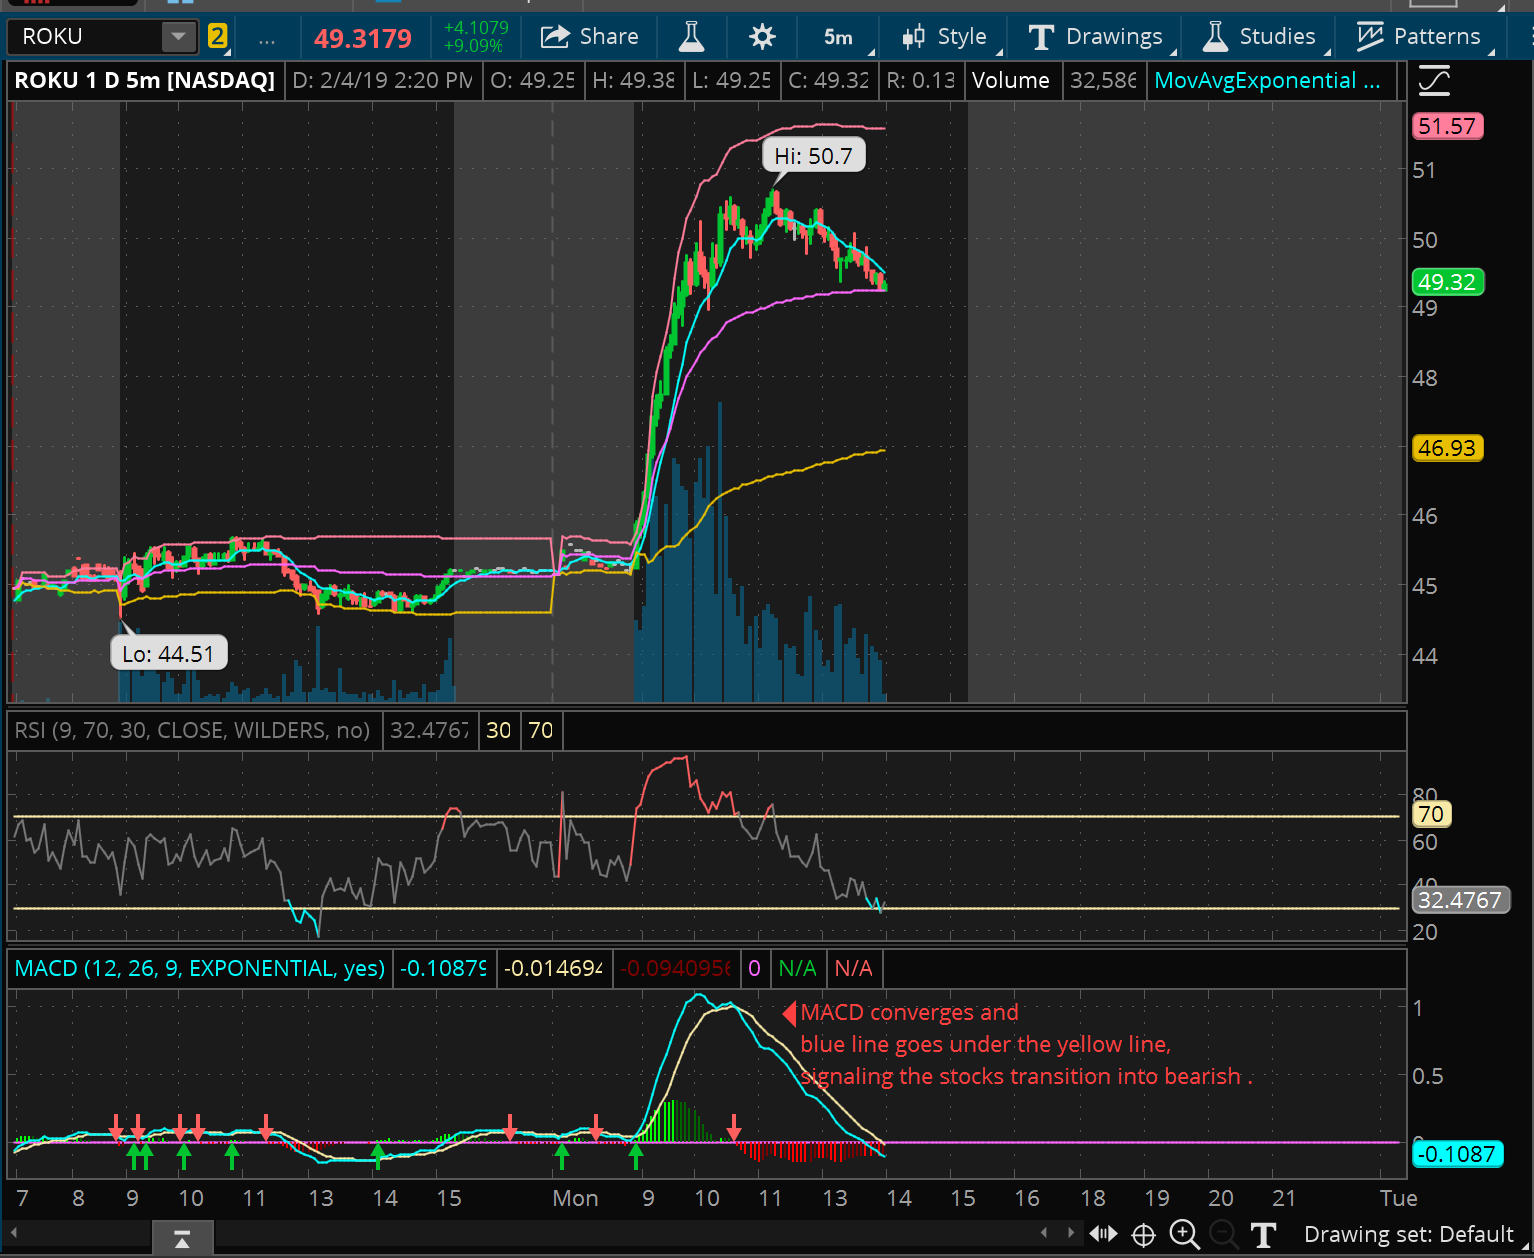 ROKU
2
...
49.3179
+4.1079
+9.09%
Share
5m
Style
Drawings
Studies
Patterns
ROKU 1 D 5m [NASDAQ]
D: 2/4/19 2:20 PM
O: 49.25
H: 49.38
L: 49.25
C: 49.32
R: 0.13
Volume
32,586
MovAvgExponential ...
51.57
51
50
49.32
49
48
46.93
46
45
44
Hi: 50.7
Lo: 44.51
RSI (9, 70, 30, CLOSE, WILDERS, no)
32.4767
30
70
80
70
60
40
32.4767
20
MACD (12, 26, 9, EXPONENTIAL, yes)
-0.10879
-0.014694
-0.0940956
0
N/A
N/A
MACD converges and
blue line goes under the yellow line,
signaling the stocks transition into bearish .
1
0.5
-0.1087
7 8 9 10 11 13 14 15 Mon 9 10 11 13 14 15 16 18 19 20 21 Tue
Drawing set: Default